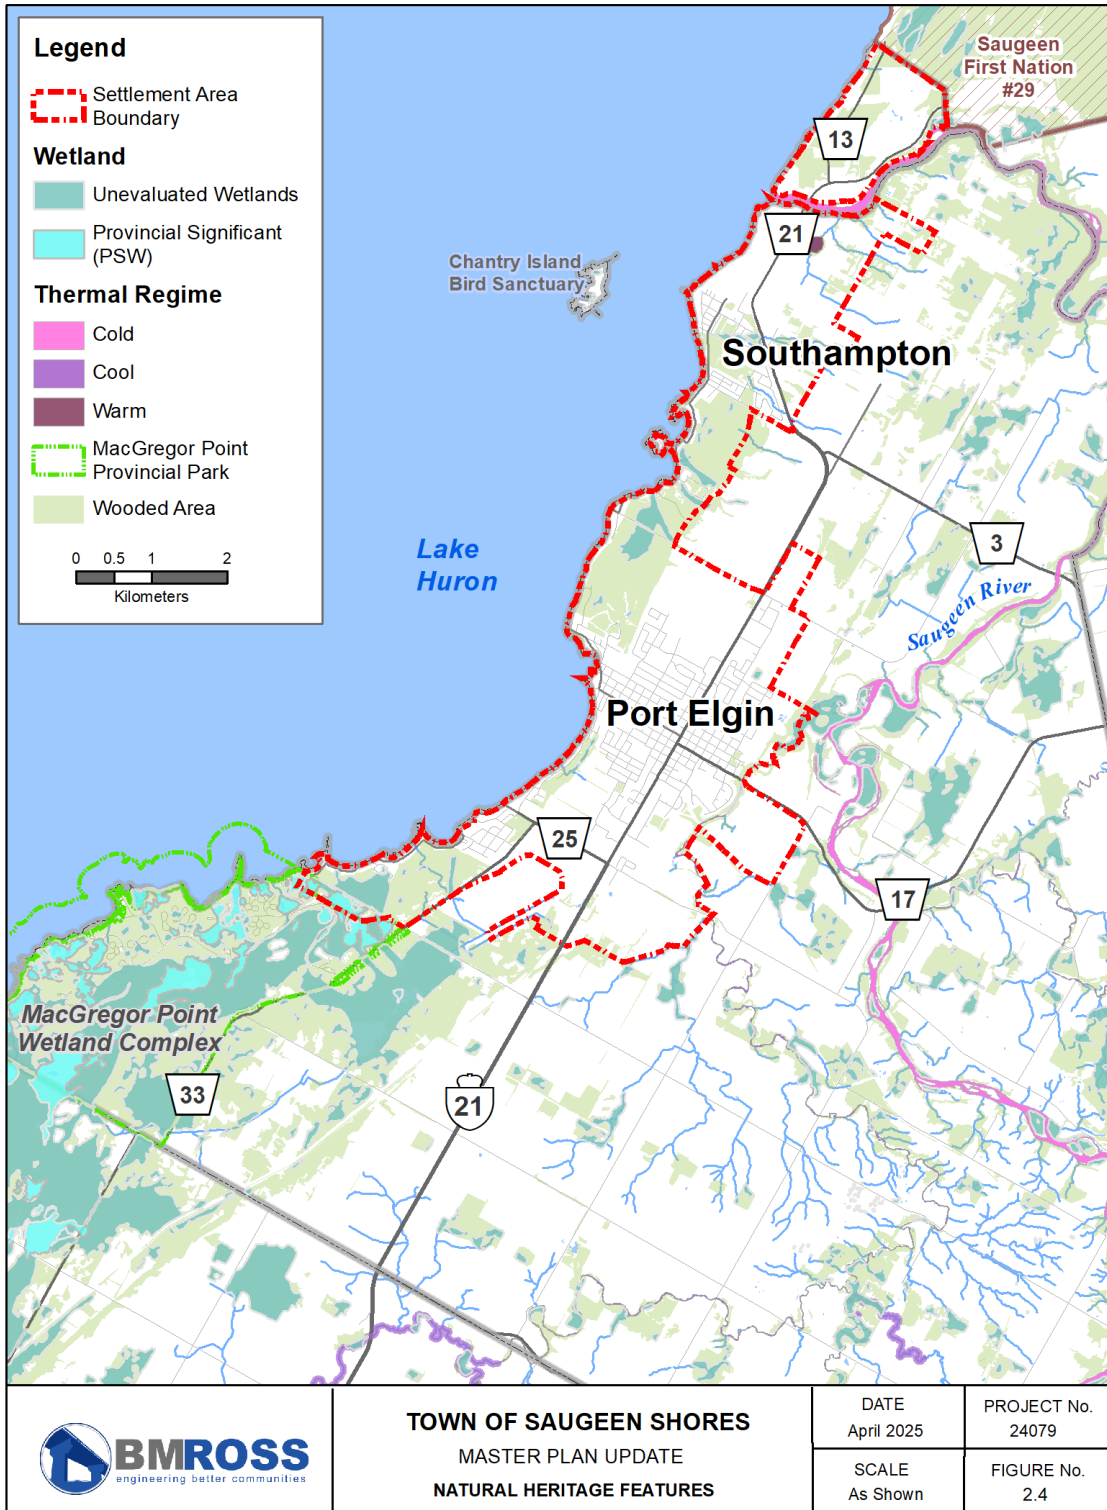 Legend
Settlement Area
Boundary
Wetland
Unevaluated Wetlands
Provincial Significant
(PSW)
Thermal Regime
Cold
Cool
Warm
MacGregor Point
Provincial Park
Wooded Area
0 0.5 1 2
Kilometers
Saugeen
First Nation
#29
13
21
Chantry Island
Bird Sanctuary
Southampton
Lake
Huron
3
Saugeen River
Port Elgin
25
17
MacGregor Point
Wetland Complex
33
21
BMROSS
engineering better communities
TOWN OF SAUGEEN SHORES
MASTER PLAN UPDATE
NATURAL HERITAGE FEATURES
DATE
April 2025
PROJECT No.
24079
SCALE
As Shown
FIGURE No.
2.4